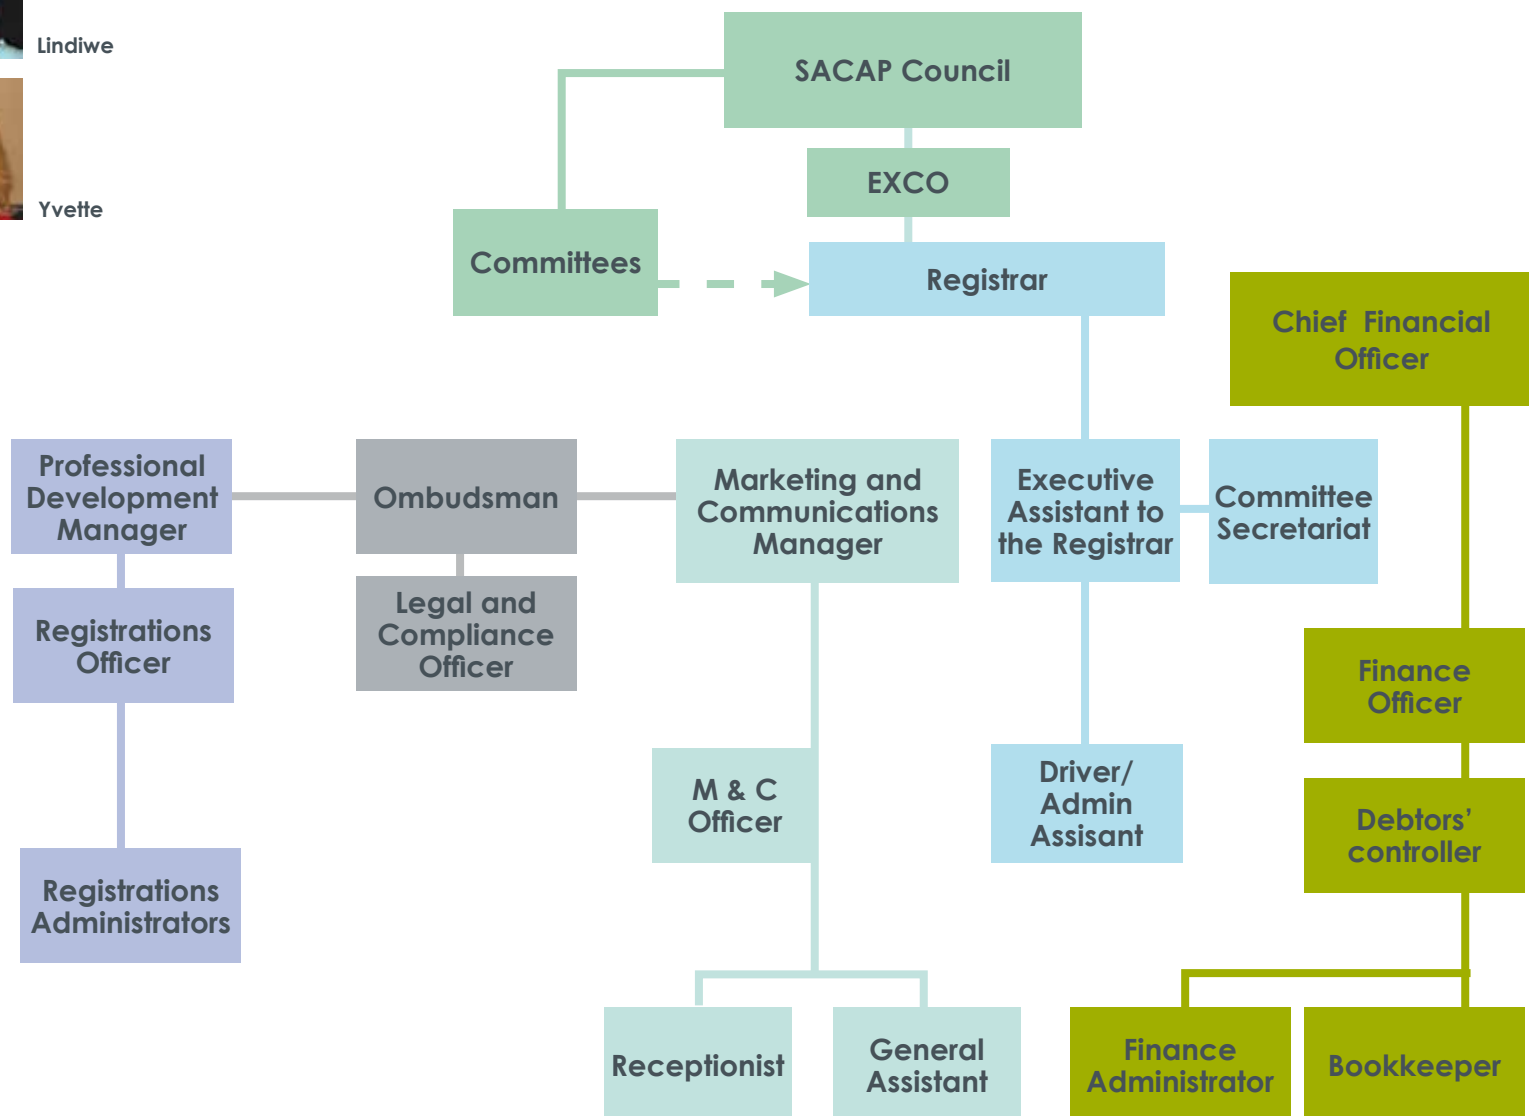 Lindiwe
Yvette
SACAP Council
EXCO
Committees
Registrar
Chief Financial
Officer
Professional
Development
Manager
Ombudsman
Marketing and
Communications
Manager
Executive
Assistant to
the Registrar
Committee
Secretariat
Registrations
Officer
Legal and
Compliance
Officer
Finance
Officer
M & C
Officer
Driver/
Admin
Assisant
Debtors’
controller
Registrations
Administrators
Receptionist
General
Assistant
Finance
Administrator
Bookkeeper